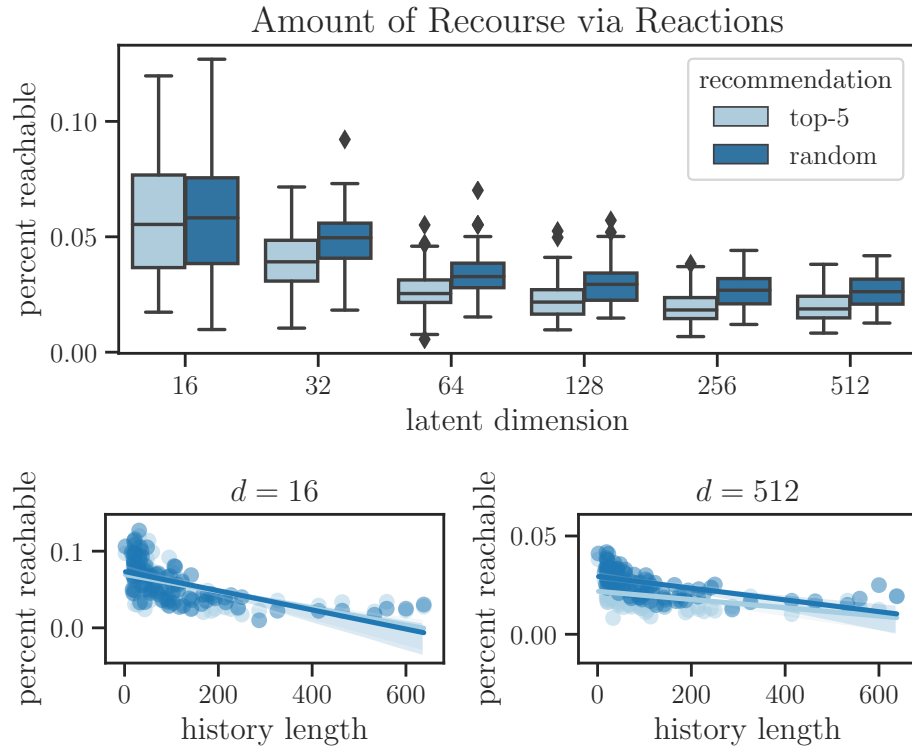 Amount of Recourse via Reactions
percent reachable
0.10
0.05
0.00
recommendation
top-5
random
16 32 64 128 256 512
latent dimension
d = 16
percent reachable
0.1
0.0
0 200 400 600
history length
d = 512
percent reachable
0.05
0.00
0 200 400 600
history length